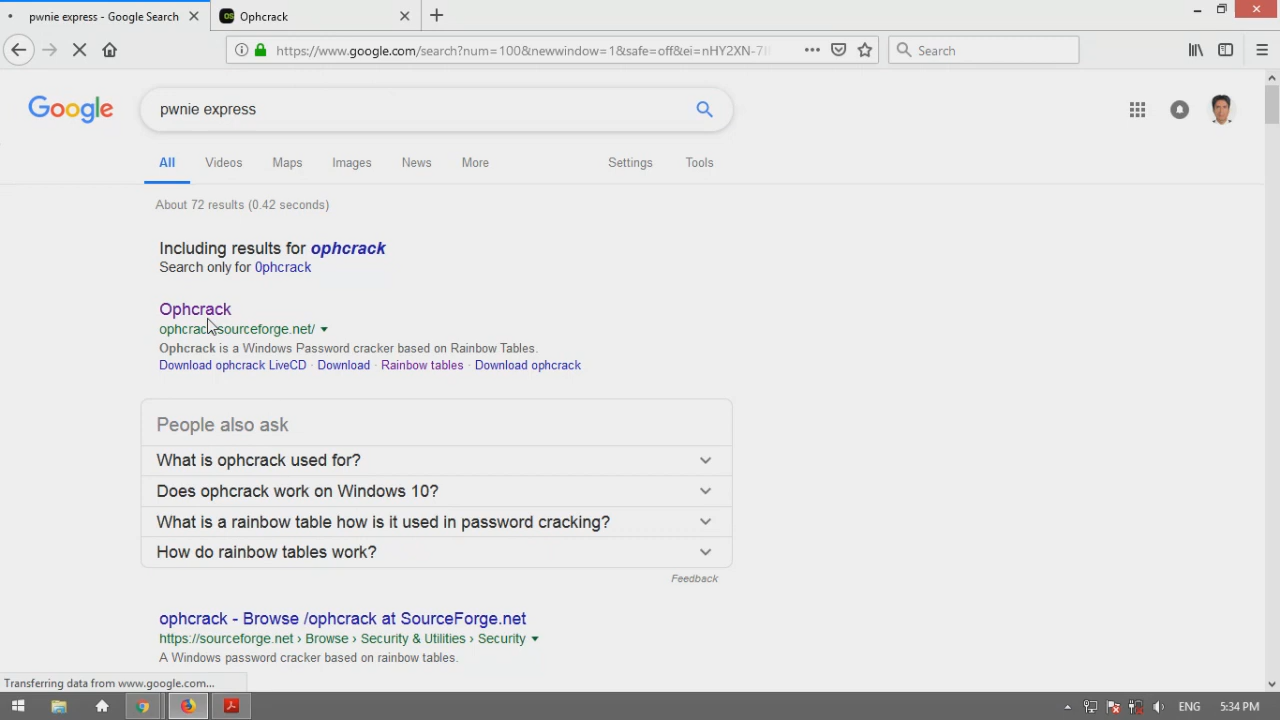 pwnie express - Google Search
Ophcrack
https://www.google.com/search?num=100&newwindow=1&safe=off&ei=nHY2XN-7I
Search
Google
pwnie express
All
Videos
Maps
Images
News
More
Settings
Tools
About 72 results (0.42 seconds)
Including results for ophcrack
Search only for 0phcrack
Ophcrack
ophcrack.sourceforge.net/
Ophcrack is a Windows Password cracker based on Rainbow Tables.
Download ophcrack LiveCD · Download · Rainbow tables · Download ophcrack
People also ask
What is ophcrack used for?
Does ophcrack work on Windows 10?
What is a rainbow table how is it used in password cracking?
How do rainbow tables work?
Feedback
ophcrack - Browse /ophcrack at SourceForge.net
https://sourceforge.net › Browse › Security & Utilities › Security
A Windows password cracker based on rainbow tables.
Transferring data from www.google.com...
ENG
5:34 PM